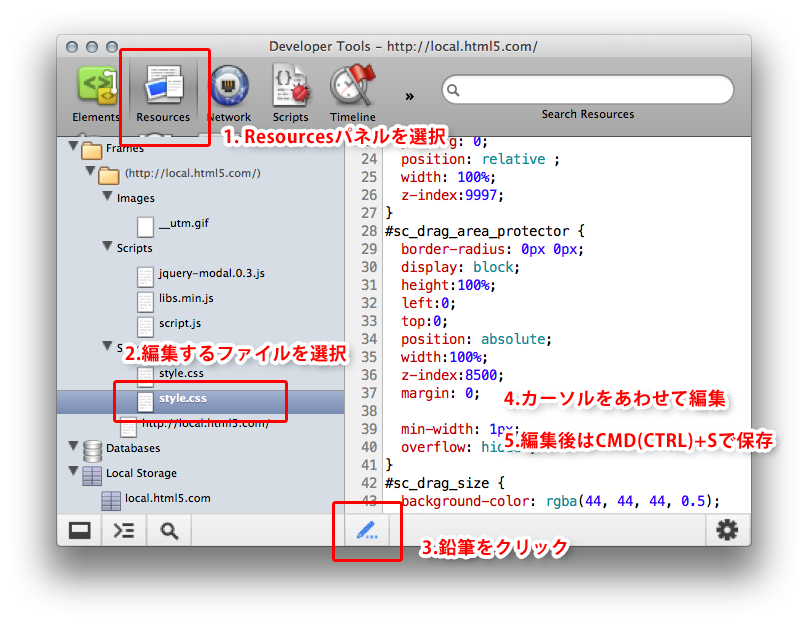 Developer Tools – http://local.html5.com/
Elements
Resources
Network
Scripts
Timeline
»
Search Resources
1. Resourcesパネルを選択
Frames
(http://local.html5.com/)
Images
__utm.gif
Scripts
jquery-modal.0.3.js
libs.min.js
script.js
2.編集するファイルを選択
style.css
style.css
http://local.html5.com/
Databases
Local Storage
local.html5.com
0;
24 position: relative ;
25 width: 100%;
26 z-index:9997;
27 }
28 #sc_drag_area_protector {
29 border-radius: 0px 0px;
30 display: block;
31 height:100%;
32 left:0;
33 top:0;
34 position: absolute;
35 width:100%;
36 z-index:8500;
37 margin: 0;
4.カーソルをあわせて編集
38
39 min-width: 1px;
5.編集後はCMD(CTRL)+Sで保存
40 overflow:
41 }
42 #sc_drag_size {
43 background-color: rgba(44, 44, 44, 0.5);
3.鉛筆をクリック